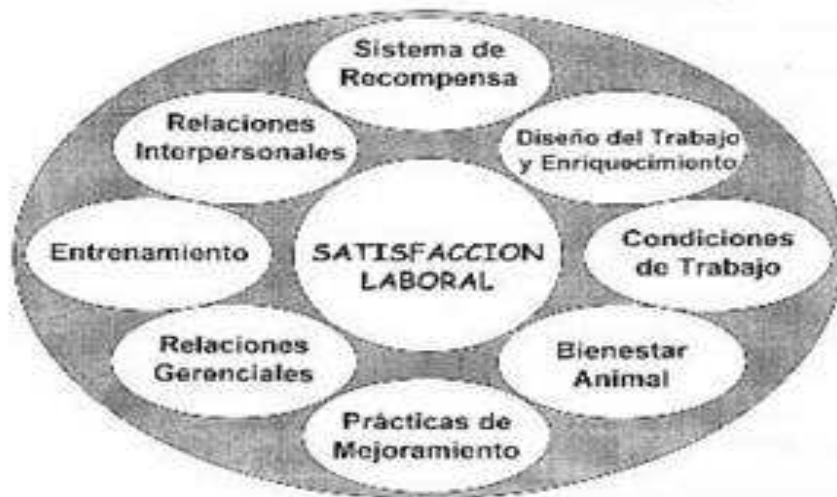 Sistema de
Recompensa
Relaciones
Interpersonales
Diseño del Trabajo
y Enriquecimiento
Entrenamiento
SATISFACCION
LABORAL
Condiciones
de Trabajo
Relaciones
Gerenciales
Bienestar
Animal
Prácticas de
Mejoramiento